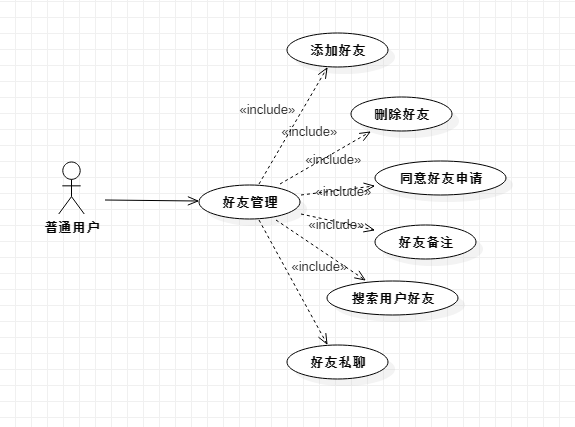 添加好友
«include»
删除好友
«include»
«include»
同意好友申请
«include»
好友管理
普通用户
«include»
好友备注
«include»
搜索用户好友
好友私聊